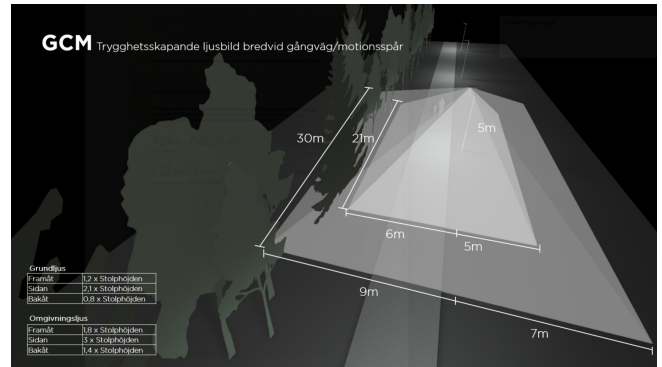 GCM Trygghetsskapande ljusbild bredvid gångväg/motionsspår
30m
21m
5m
6m
5m
9m
7m
Grundljus
Framåt 1,2 x Stolphöjden
Sidan 2,1 x Stolphöjden
Bakåt 0,8 x Stolphöjden
Omgivningsljus
Framåt 1,8 x Stolphöjden
Sidan 3 x Stolphöjden
Bakåt 1,4 x Stolphöjden